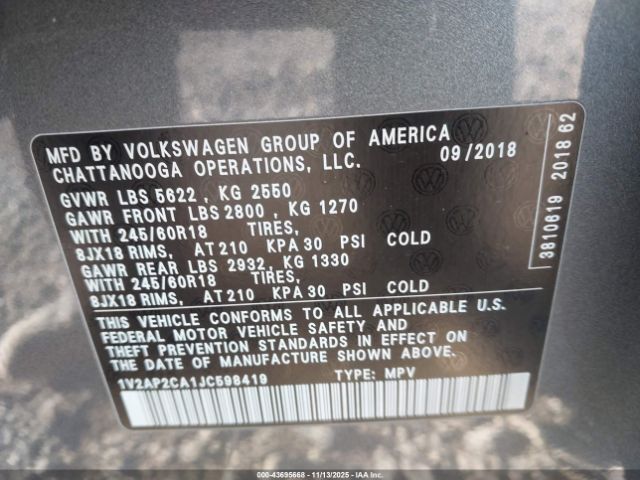 MFD BY VOLKSWAGEN GROUP OF AMERICA
CHATTANOOGA OPERATIONS, LLC. 09/2018
GVWR LBS 5622 , KG 2550
GAWR FRONT LBS 2800 , KG 1270
WITH 245/60R18 TIRES,
8JX18 RIMS, AT 210 KPA 30 PSI COLD
GAWR REAR LBS 2932, KG 1330
WITH 245/60R18 TIRES,
8JX18 RIMS, AT 210 KPA 30 PSI COLD
THIS VEHICLE CONFORMS TO ALL APPLICABLE U.S.
FEDERAL MOTOR VEHICLE SAFETY AND
THEFT PREVENTION STANDARDS IN EFFECT ON
THE DATE OF MANUFACTURE SHOWN ABOVE.
1V2AP2CA1JC598419 TYPE: MPV
3810619 2018 62
000-43695668 - 11/13/2025 - IAAI.COM